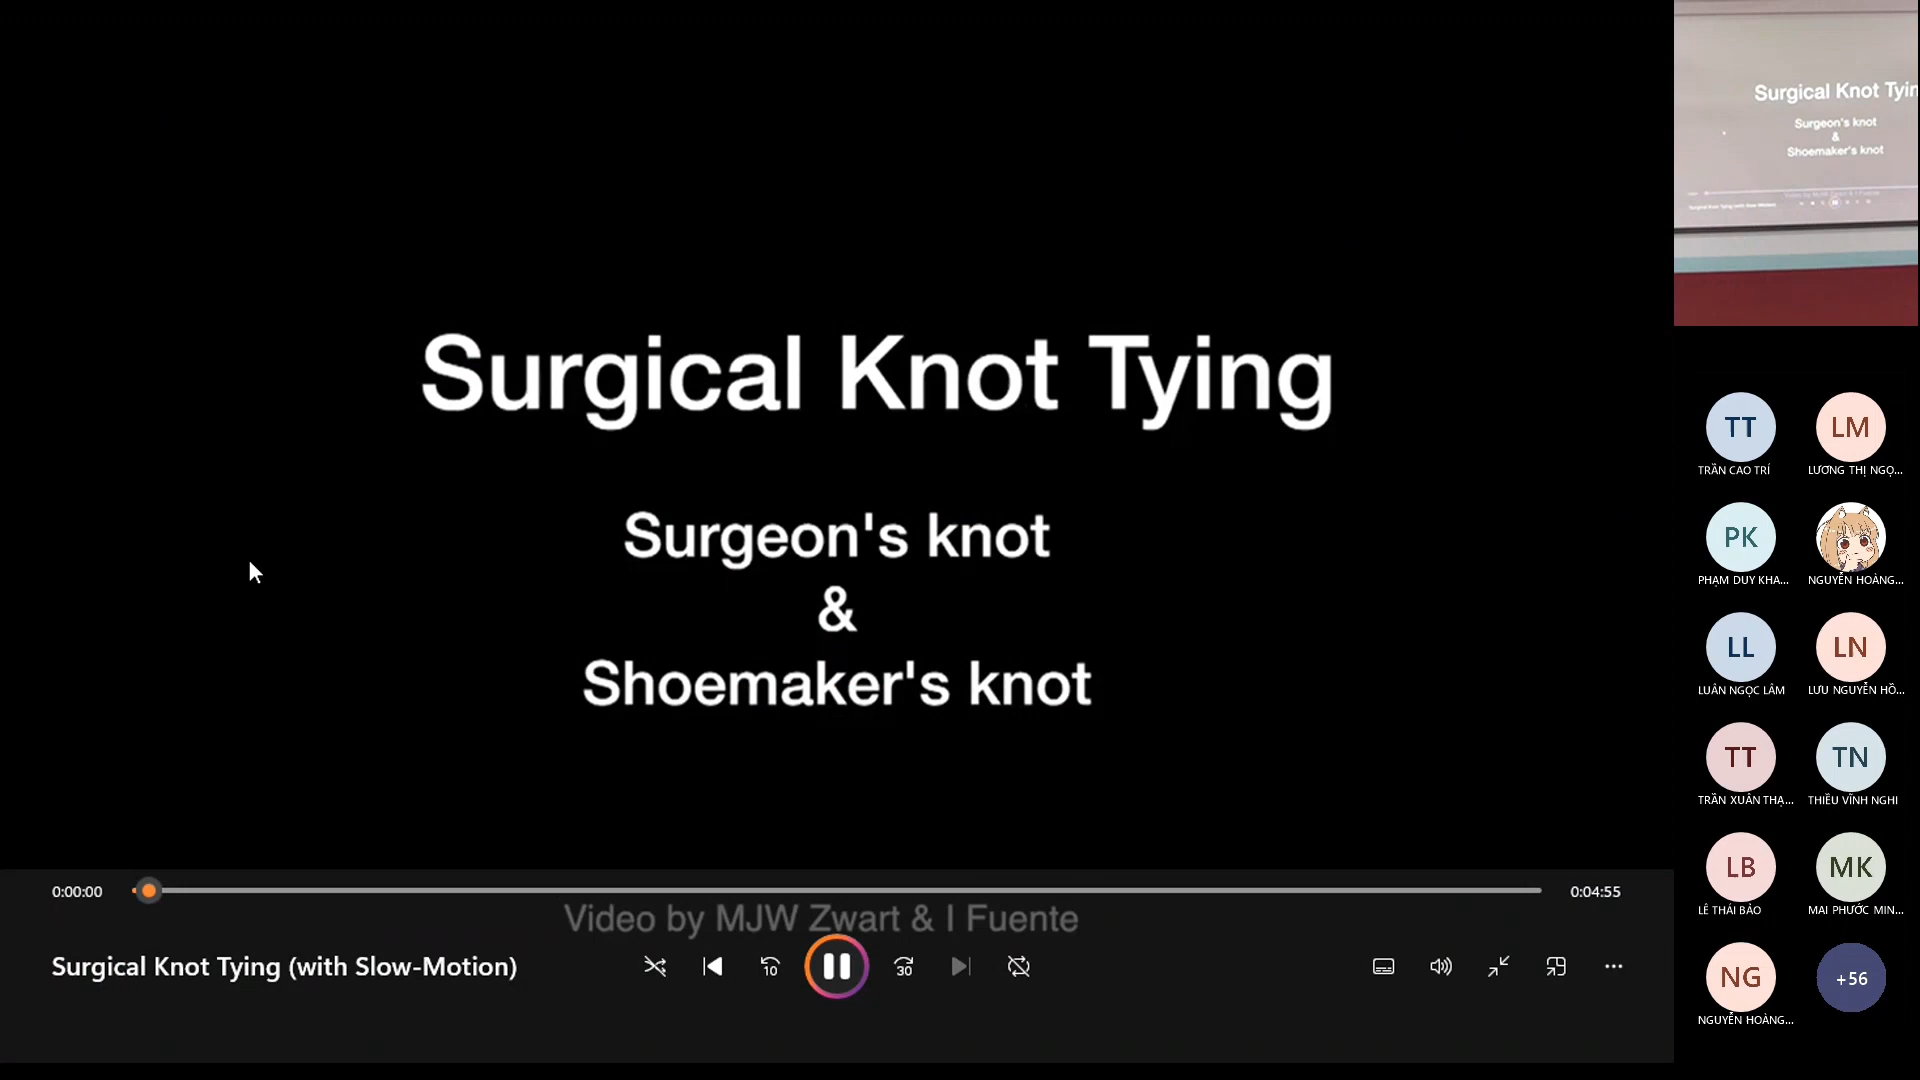 Surgical Knot Tying
Surgeon's knot
&
Shoemaker's knot
0:00:00
0:04:55
Video by MJW Zwart & I Fuente
Surgical Knot Tying (with Slow-Motion)
10
30
Surgical Knot Tyin
Surgeon's knot
&
Shoemaker's knot
TT
LM
TRẦN CAO TRÍ
LƯƠNG THỊ NGỌ...
PK
PHẠM DUY KHA...
NGUYỄN HOÀNG...
LL
LN
LUÂN NGỌC LÂM
LƯU NGUYỄN HỒ...
TT
TN
TRẦN XUÂN THẠ...
THIỀU VĨNH NGHI
LB
MK
LÊ THÁI BẢO
MAI PHƯỚC MIN...
NG
+56
NGUYỄN HOÀNG...